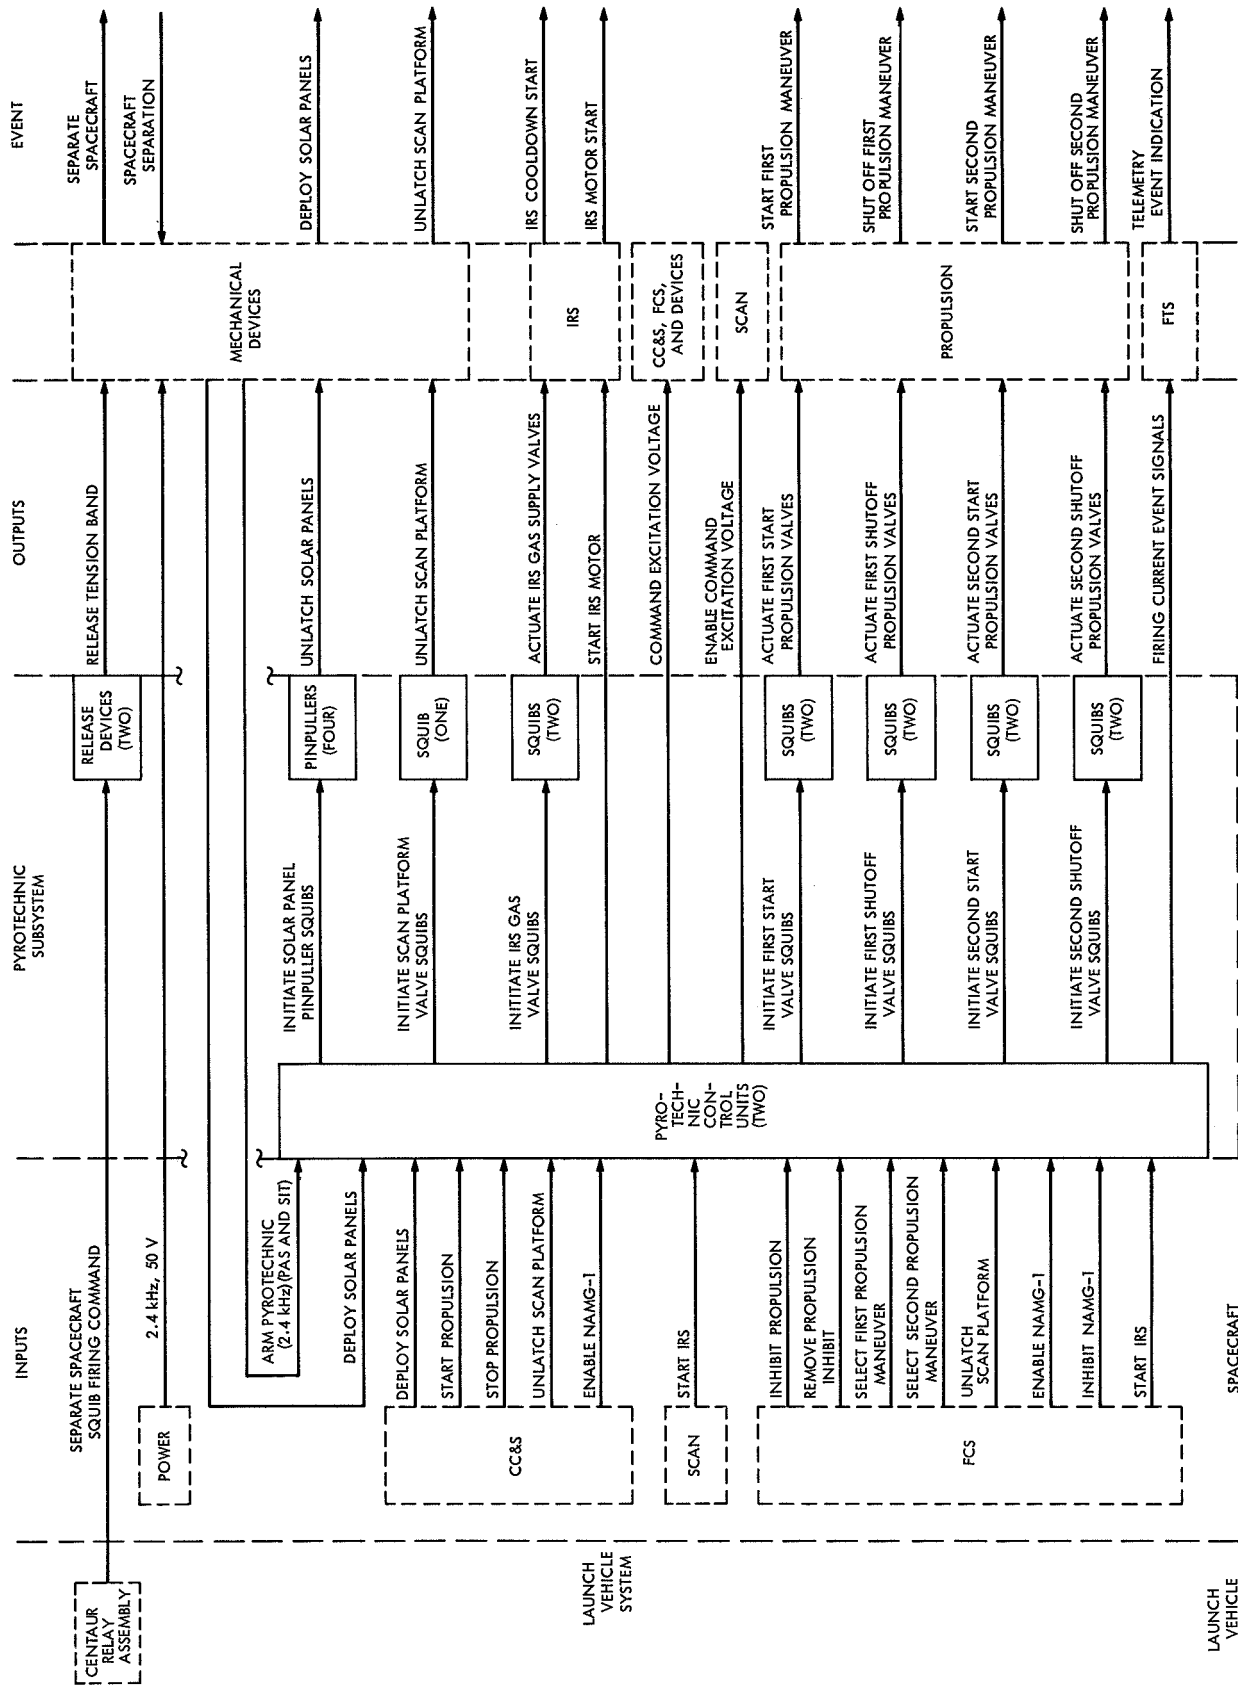 INPUTS
PYROTECHNIC
SUBSYSTEM
OUTPUTS
EVENT
CENTAUR
RELAY
ASSEMBLY
SEPARATE SPACECRAFT
SQUIB FIRING COMMAND
RELEASE
DEVICES
(TWO)
RELEASE TENSION BAND
SEPARATE
SPACECRAFT
POWER
2.4 kHz, 50 V
SPACECRAFT
SEPARATION
MECHANICAL
DEVICES
ARM PYROTECHNIC
(2.4 kHz)(PAS AND SIT)
DEPLOY SOLAR PANELS
INITIATE SOLAR PANEL
PINPULLER SQUIBS
PINPULLERS
(FOUR)
UNLATCH SOLAR PANELS
DEPLOY SOLAR PANELS
CC&S
DEPLOY SOLAR PANELS
START PROPULSION
STOP PROPULSION
UNLATCH SCAN PLATFORM
ENABLE NAMG-1
INITIATE SCAN PLATFORM
VALVE SQUIBS
SQUIB
(ONE)
UNLATCH SCAN PLATFORM
UNLATCH SCAN PLATFORM
INITITATE IRS GAS
VALVE SQUIBS
SQUIBS
(TWO)
ACTUATE IRS GAS SUPPLY VALVES
IRS
IRS COOLDOWN START
START IRS MOTOR
IRS MOTOR START
LAUNCH
VEHICLE
SYSTEM
PYRO-
TECH-
NIC
CON-
TROL
UNITS
(TWO)
COMMAND EXCITATION VOLTAGE
CC&S, FCS,
AND DEVICES
SCAN
START IRS
ENABLE COMMAND
EXCITATION VOLTAGE
SCAN
FCS
INHIBIT PROPULSION
REMOVE PROPULSION
INHIBIT
SELECT FIRST PROPULSION
MANEUVER
SELECT SECOND PROPULSION
MANEUVER
UNLATCH
SCAN PLATFORM
ENABLE NAMG-1
INHIBIT NAMG-1
START IRS
INITIATE FIRST START
VALVE SQUIBS
SQUIBS
(TWO)
ACTUATE FIRST START
PROPULSION VALVES
PROPULSION
START FIRST
PROPULSION MANEUVER
INITIATE FIRST SHUTOFF
VALVE SQUIBS
SQUIBS
(TWO)
ACTUATE FIRST SHUTOFF
PROPULSION VALVES
SHUT OFF FIRST
PROPULSION MANEUVER
INITIATE SECOND START
VALVE SQUIBS
SQUIBS
(TWO)
ACTUATE SECOND START
PROPULSION VALVES
START SECOND
PROPULSION MANEUVER
INITIATE SECOND SHUTOFF
VALVE SQUIBS
SQUIBS
(TWO)
ACTUATE SECOND SHUTOFF
PROPULSION VALVES
SHUT OFF SECOND
PROPULSION MANEUVER
FIRING CURRENT EVENT SIGNALS
FTS
TELEMETRY
EVENT INDICATION
LAUNCH
VEHICLE
SPACECRAFT